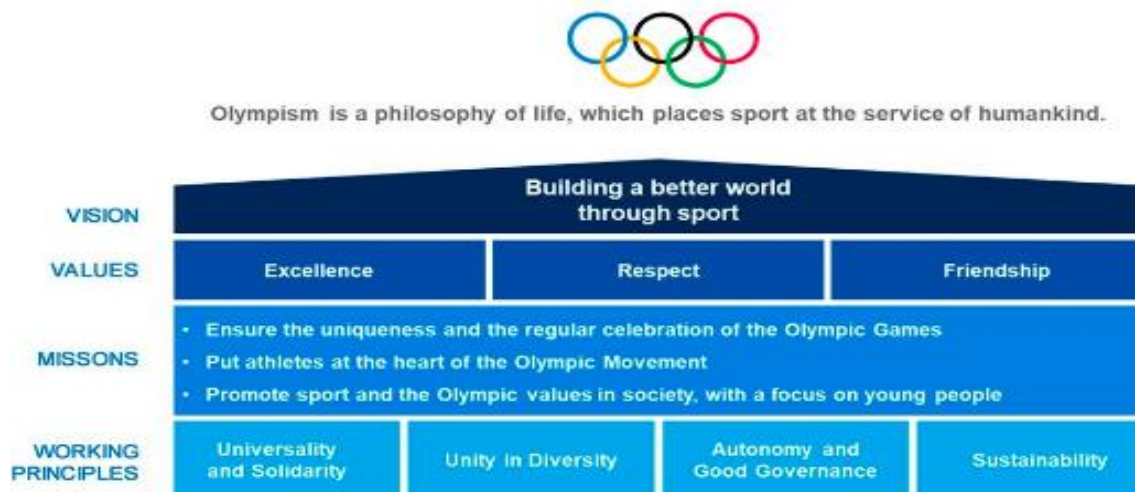 Olympism is a philosophy of life, which places sport at the service of humankind.
VISION
Building a better world
through sport
VALUES
Excellence
Respect
Friendship
MISSONS
• Ensure the uniqueness and the regular celebration of the Olympic Games
• Put athletes at the heart of the Olympic Movement
• Promote sport and the Olympic values in society, with a focus on young people
WORKING
PRINCIPLES
Universality
and Solidarity
Unity in Diversity
Autonomy and
Good Governance
Sustainability